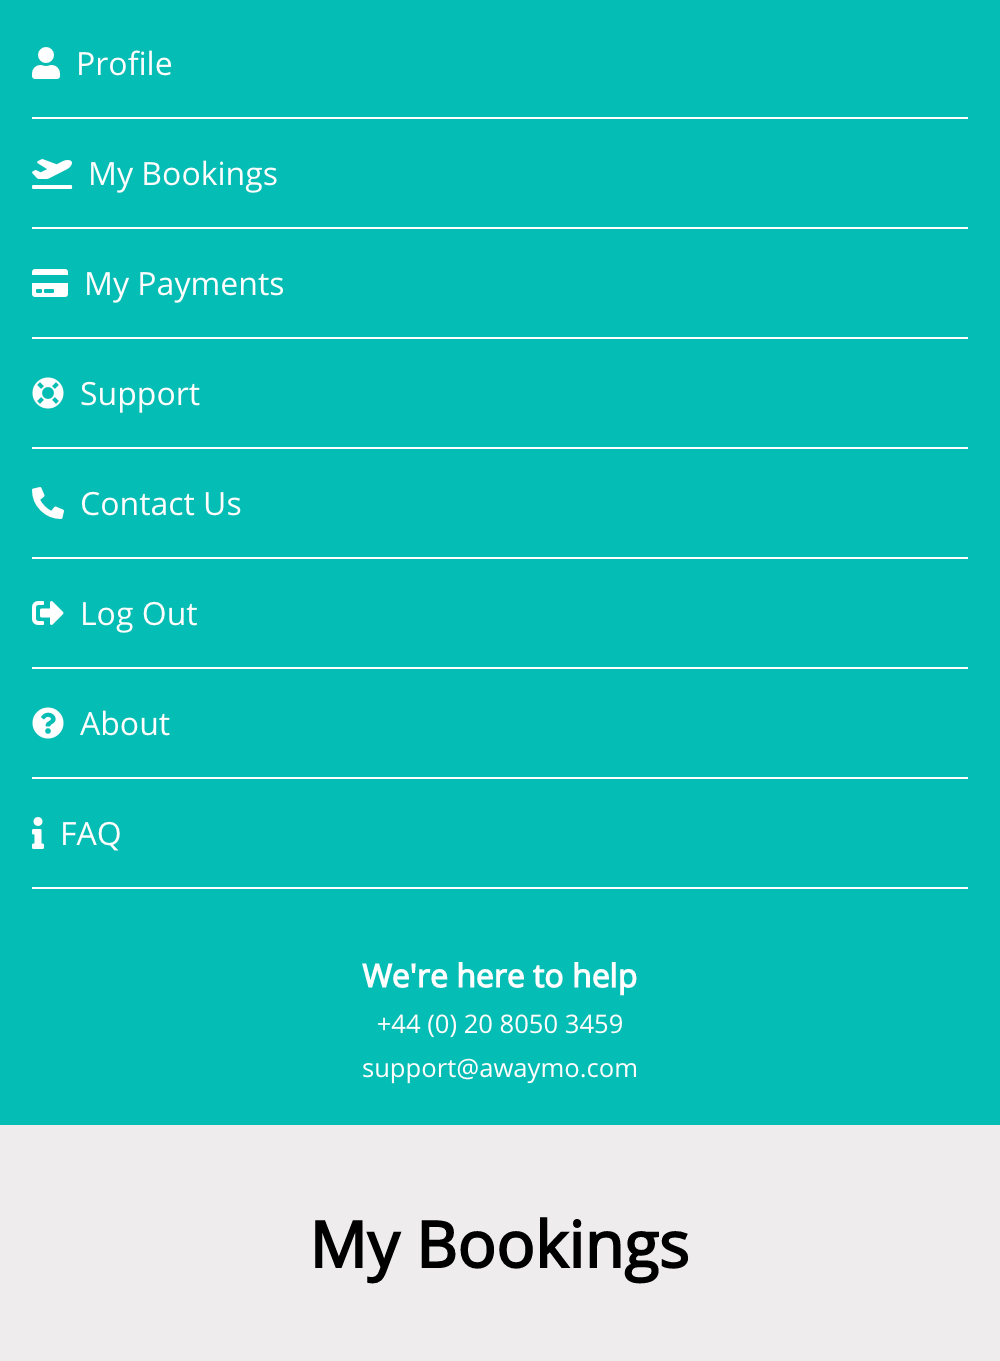 Profile
My Bookings
My Payments
Support
Contact Us
Log Out
About
FAQ
We're here to help
+44 (0) 20 8050 3459
support@awaymo.com
My Bookings